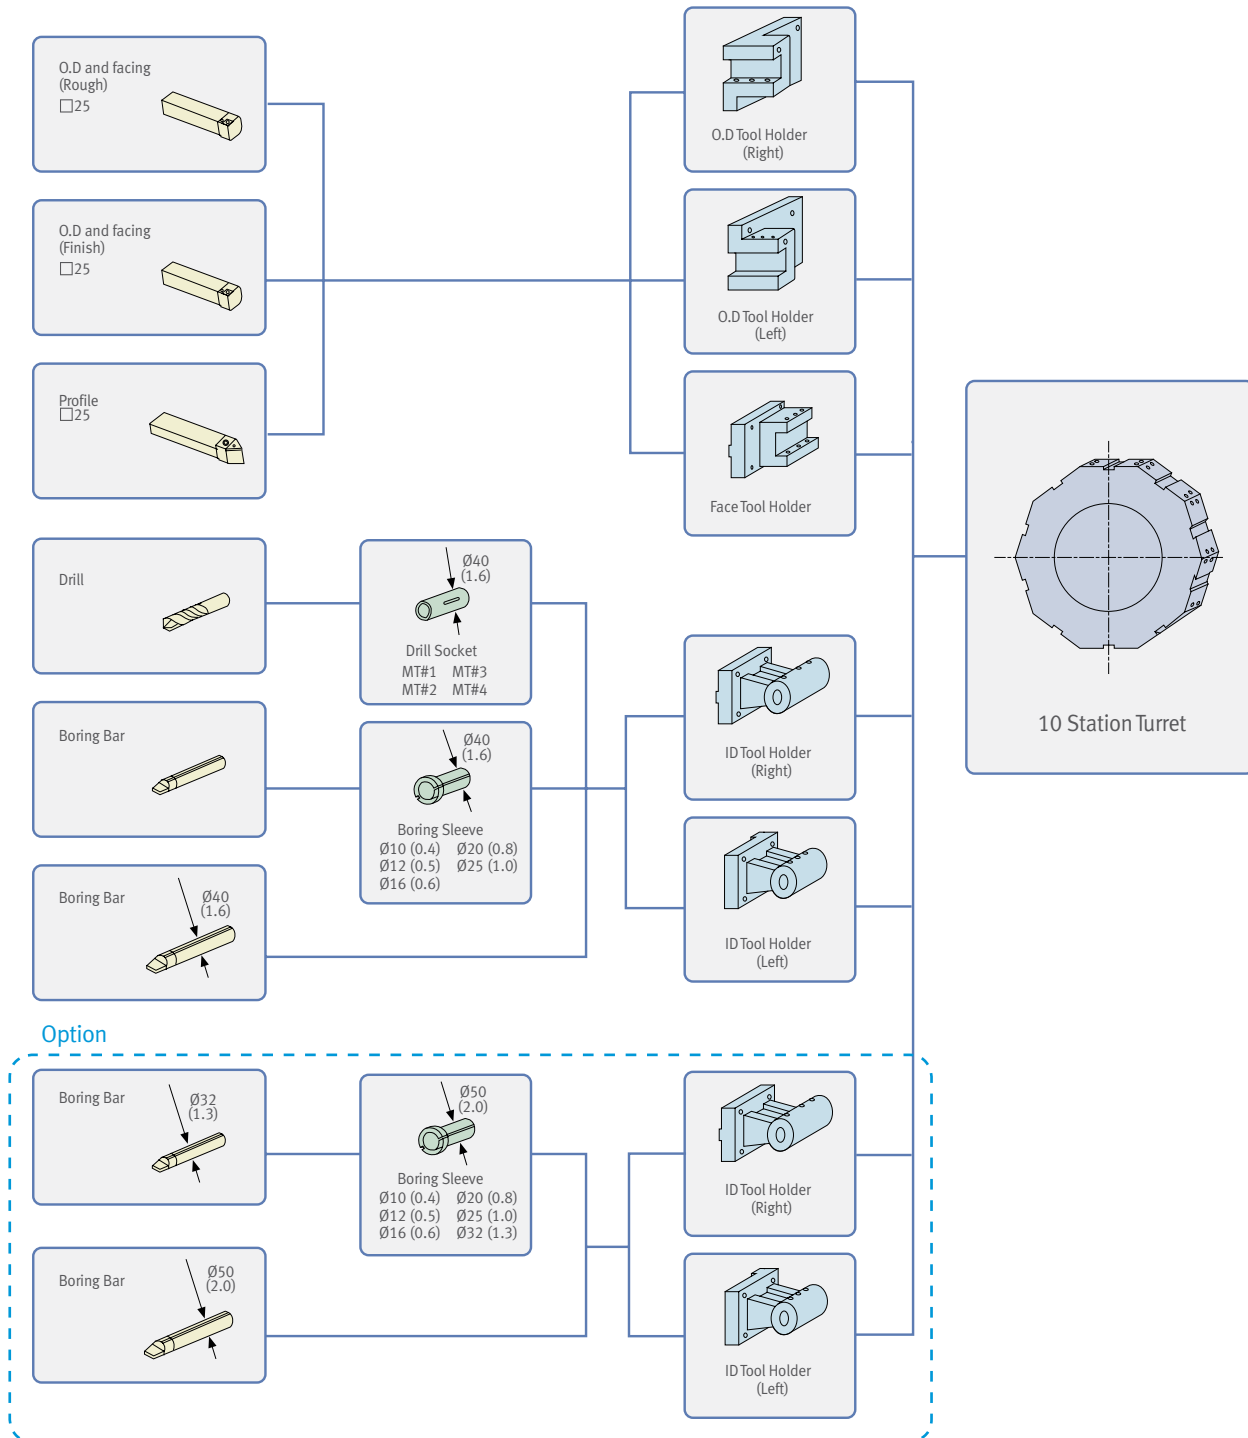 O.D and facing
(Rough)
□25
O.D and facing
(Finish)
□25
Profile
□25
Drill
Boring Bar
Boring Bar
Ø40
(1.6)
Ø40
(1.6)
Drill Socket
MT#1 MT#3
MT#2 MT#4
Ø40
(1.6)
Boring Sleeve
Ø10 (0.4) Ø20 (0.8)
Ø12 (0.5) Ø25 (1.0)
Ø16 (0.6)
O.D Tool Holder
(Right)
O.D Tool Holder
(Left)
Face Tool Holder
ID Tool Holder
(Right)
ID Tool Holder
(Left)
10 Station Turret
Option
Boring Bar
Ø32
(1.3)
Boring Bar
Ø50
(2.0)
Ø50
(2.0)
Boring Sleeve
Ø10 (0.4) Ø20 (0.8)
Ø12 (0.5) Ø25 (1.0)
Ø16 (0.6) Ø32 (1.3)
ID Tool Holder
(Right)
ID Tool Holder
(Left)